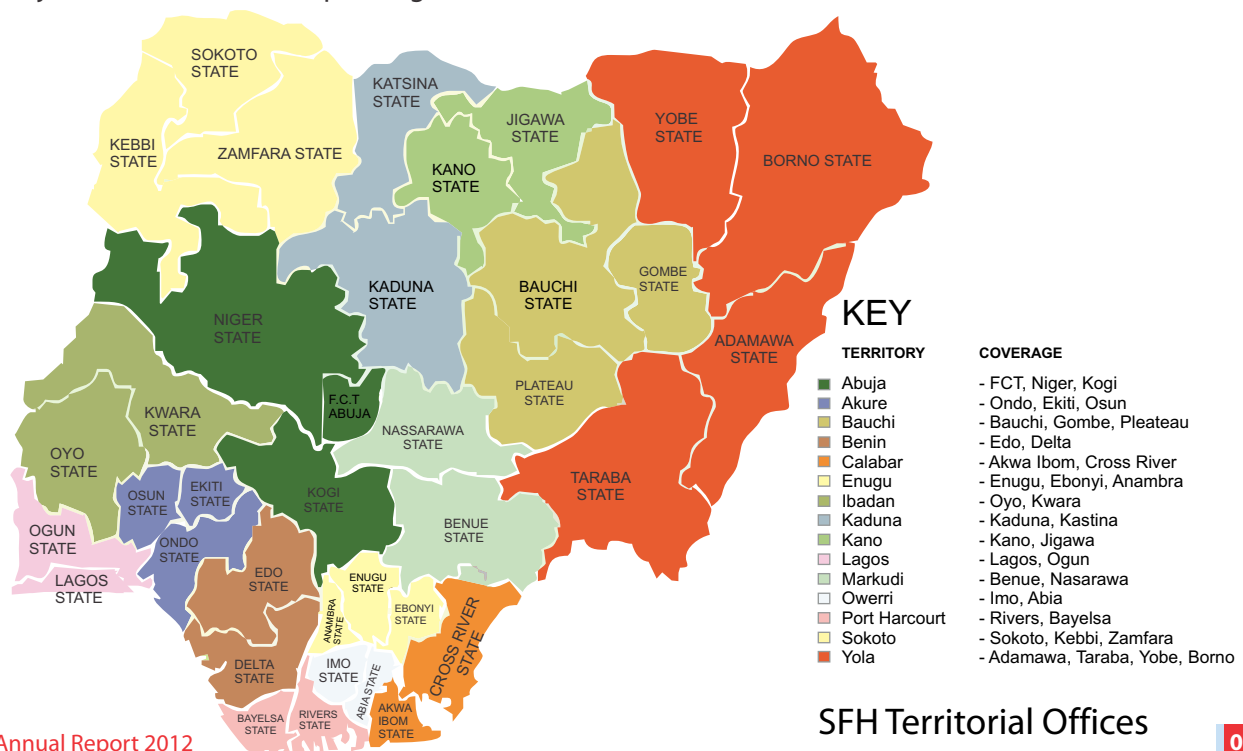 SOKOTO
STATE
KATSINA
STATE
KEBBI
STATE
ZAMFARA STATE
JIGAWA
STATE
KANO
STATE
YOBE
STATE
BORNO STATE
NIGER
STATE
KADUNA
STATE
BAUCHI
STATE
GOMBE
STATE
ADAMAWA
STATE
PLATEAU
STATE
F.C.T
ABUJA
KWARA
STATE
NASSARAWA
STATE
OYO
STATE
TARABA
STATE
OSUN
STATE
EKITI
STATE
KOGI
STATE
BENUE
STATE
OGUN
STATE
ONDO
STATE
LAGOS
STATE
EDO
STATE
ENUGU
STATE
ANAMBRA
STATE
EBONYI
STATE
CROSS RIVER
STATE
DELTA
STATE
IMO
STATE
ABIA STATE
BAYELSA
STATE
RIVERS
STATE
AKWA
IBOM
STATE
KEY
TERRITORY COVERAGE
Abuja - FCT, Niger, Kogi
Akure - Ondo, Ekiti, Osun
Bauchi - Bauchi, Gombe, Pleateau
Benin - Edo, Delta
Calabar - Akwa Ibom, Cross River
Enugu - Enugu, Ebonyi, Anambra
Ibadan - Oyo, Kwara
Kaduna - Kaduna, Kastina
Kano - Kano, Jigawa
Lagos - Lagos, Ogun
Markudi - Benue, Nasarawa
Owerri - Imo, Abia
Port Harcourt - Rivers, Bayelsa
Sokoto - Sokoto, Kebbi, Zamfara
Yola - Adamawa, Taraba, Yobe, Borno
SFH Territorial Offices
Annual Report 2012
0